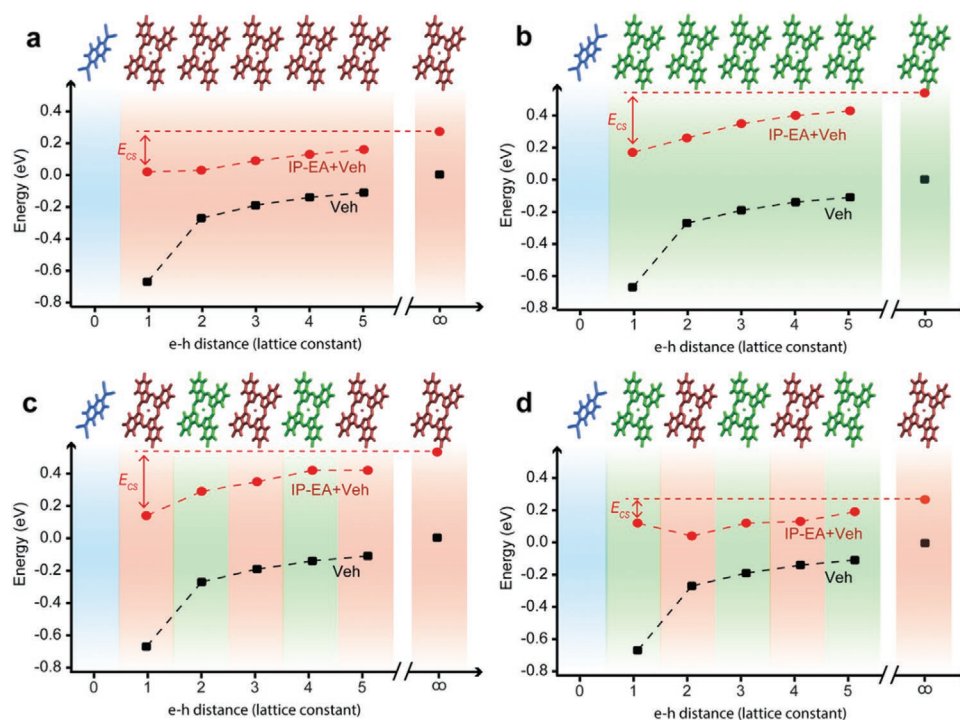 a
Energy (eV)
0.4
0.2
0.0
-0.2
-0.4
-0.6
-0.8
E_CS
IP-EA+Veh
Veh
0 1 2 3 4 5 ∞
e-h distance (lattice constant)
b
Energy (eV)
0.4
0.2
0.0
-0.2
-0.4
-0.6
-0.8
E_CS
IP-EA+Veh
Veh
0 1 2 3 4 5 ∞
e-h distance (lattice constant)
c
Energy (eV)
0.4
0.2
0.0
-0.2
-0.4
-0.6
-0.8
E_CS
IP-EA+Veh
Veh
0 1 2 3 4 5 ∞
e-h distance (lattice constant)
d
Energy (eV)
0.4
0.2
0.0
-0.2
-0.4
-0.6
-0.8
E_CS
IP-EA+Veh
Veh
0 1 2 3 4 5 ∞
e-h distance (lattice constant)